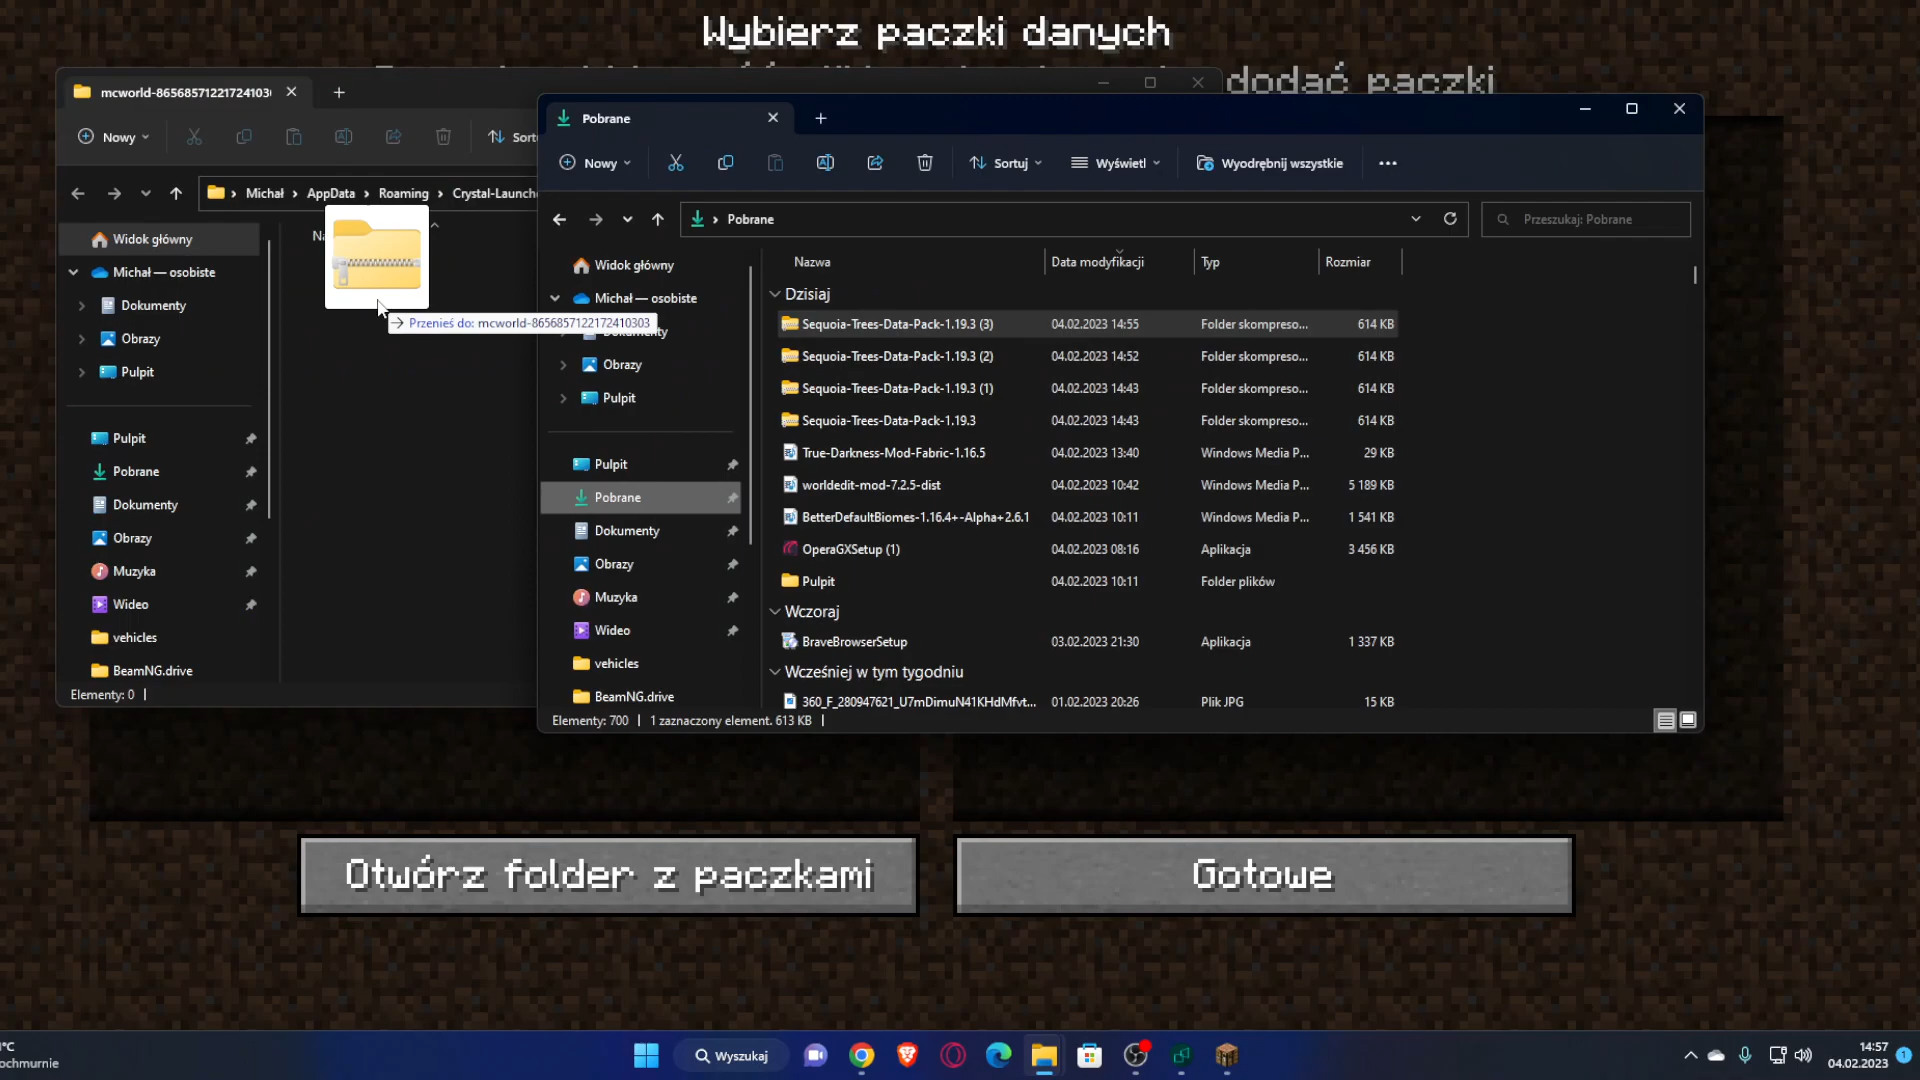 Wybierz paczki danych
dodać paczki
mcworld-86568571221724103
Nowy
Michał
AppData
Roaming
Widok główny
Michał — osobiste
Dokumenty
Obrazy
Pulpit
Pulpit
Pobrane
Dokumenty
Obrazy
Muzyka
Wideo
vehicles
BeamNG.drive
Elementy: 0
Przenieś do: mcworld-8656857122172410303
Pobrane
Nowy
Sortuj
Wyświetl
Wyodrębnij wszystkie
Pobrane
Przeszukaj: Pobrane
Widok główny
Michał — osobiste
Obrazy
Pulpit
Pulpit
Pobrane
Dokumenty
Obrazy
Muzyka
Wideo
vehicles
BeamNG.drive
Nazwa Data modyfikacji Typ Rozmiar
Dzisiaj
Sequoia-Trees-Data-Pack-1.19.3 (3) 04.02.2023 14:55 Folder skompreso... 614 KB
Sequoia-Trees-Data-Pack-1.19.3 (2) 04.02.2023 14:52 Folder skompreso... 614 KB
Sequoia-Trees-Data-Pack-1.19.3 (1) 04.02.2023 14:43 Folder skompreso... 614 KB
Sequoia-Trees-Data-Pack-1.19.3 04.02.2023 14:43 Folder skompreso... 614 KB
True-Darkness-Mod-Fabric-1.16.5 04.02.2023 13:40 Windows Media P... 29 KB
worldedit-mod-7.2.5-dist 04.02.2023 10:42 Windows Media P... 5 189 KB
BetterDefaultBiomes-1.16.4+-Alpha+2.6.1 04.02.2023 10:11 Windows Media P... 1 541 KB
OperaGXSetup (1) 04.02.2023 08:16 Aplikacja 3 456 KB
Pulpit 04.02.2023 10:11 Folder plików
Wczoraj
BraveBrowserSetup 03.02.2023 21:30 Aplikacja 1 337 KB
Wcześniej w tym tygodniu
360_F_280947621_U7mDimuN41KHdMfvt... 01.02.2023 20:26 Plik JPG 15 KB
Elementy: 700 1 zaznaczony element. 613 KB
Otwórz folder z paczkami
Gotowe
Wyszukaj
14:57
04.02.2023
1